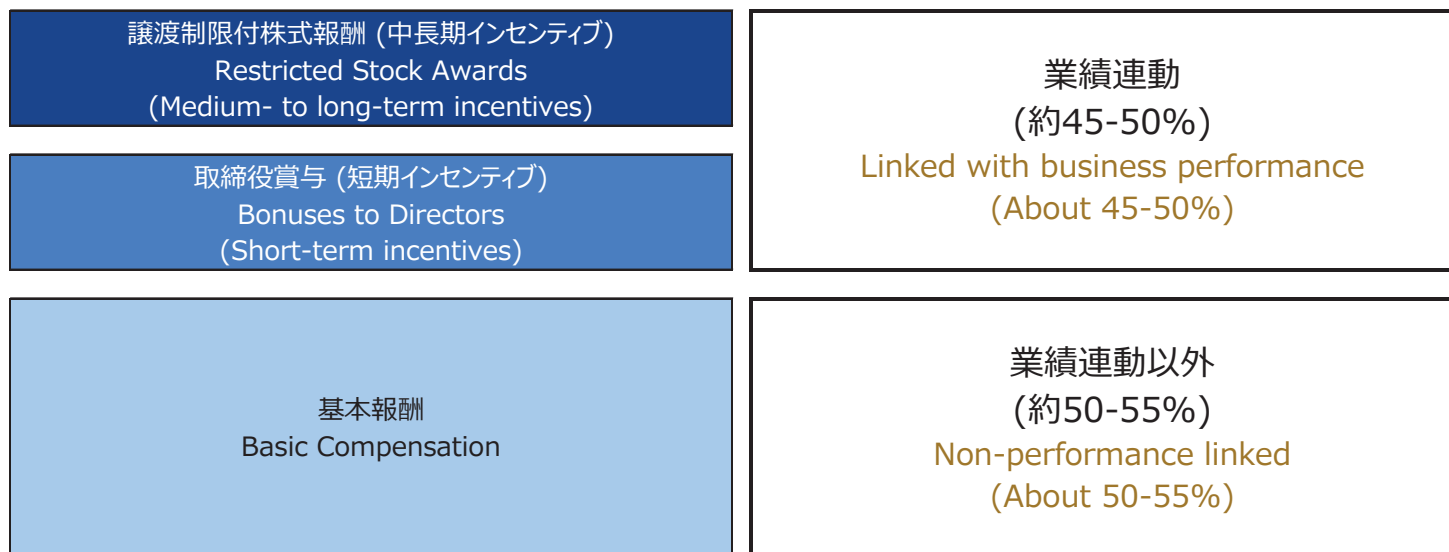 譲渡制限付株式報酬 (中長期インセンティブ)
Restricted Stock Awards
(Medium- to long-term incentives)
取締役賞与 (短期インセンティブ)
Bonuses to Directors
(Short-term incentives)
基本報酬
Basic Compensation
業績連動
(約45-50%)
Linked with business performance
(About 45-50%)
業績連動以外
(約50-55%)
Non-performance linked
(About 50-55%)